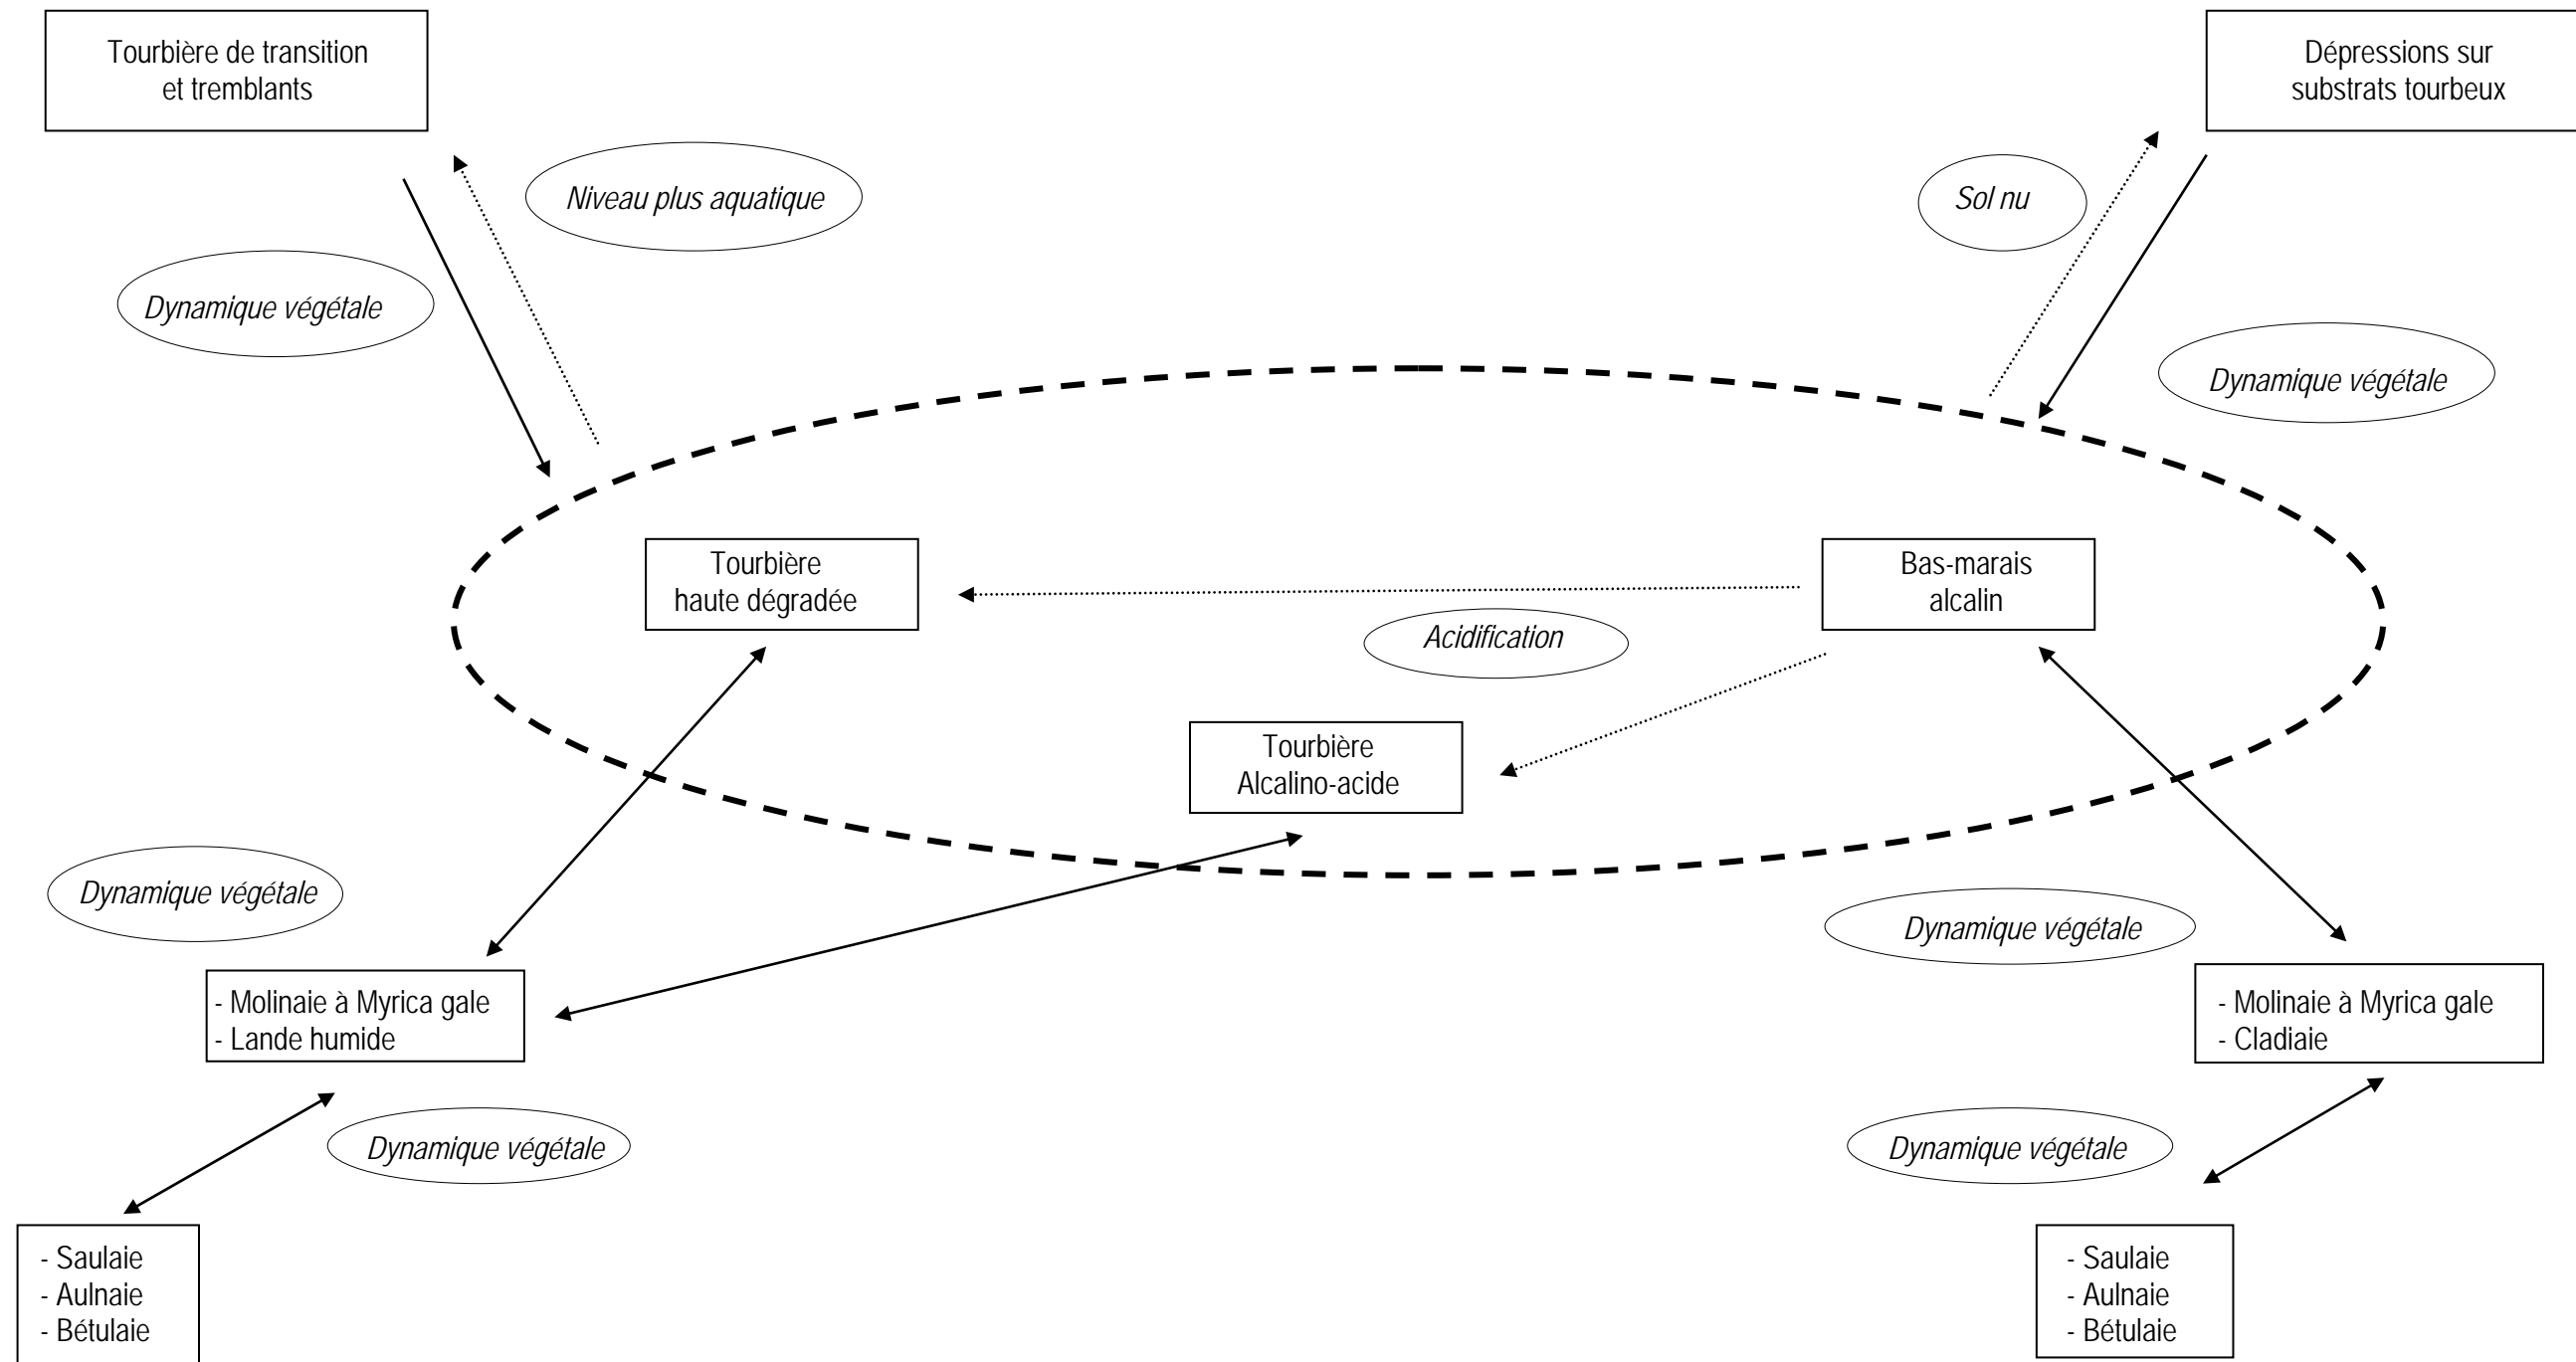 Tourbière de transition
et tremblants
Dépressions sur
substrats tourbeux
Niveau plus aquatique
Sol nu
Dynamique végétale
Dynamique végétale
Tourbière
haute dégradée
Bas-marais
alcalin
Acidification
Tourbière
Alcalino-acide
Dynamique végétale
Dynamique végétale
- Molinaie à Myrica gale
- Lande humide
- Molinaie à Myrica gale
- Cladiaie
Dynamique végétale
Dynamique végétale
- Saulaie
- Aulnaie
- Bétulaie
- Saulaie
- Aulnaie
- Bétulaie